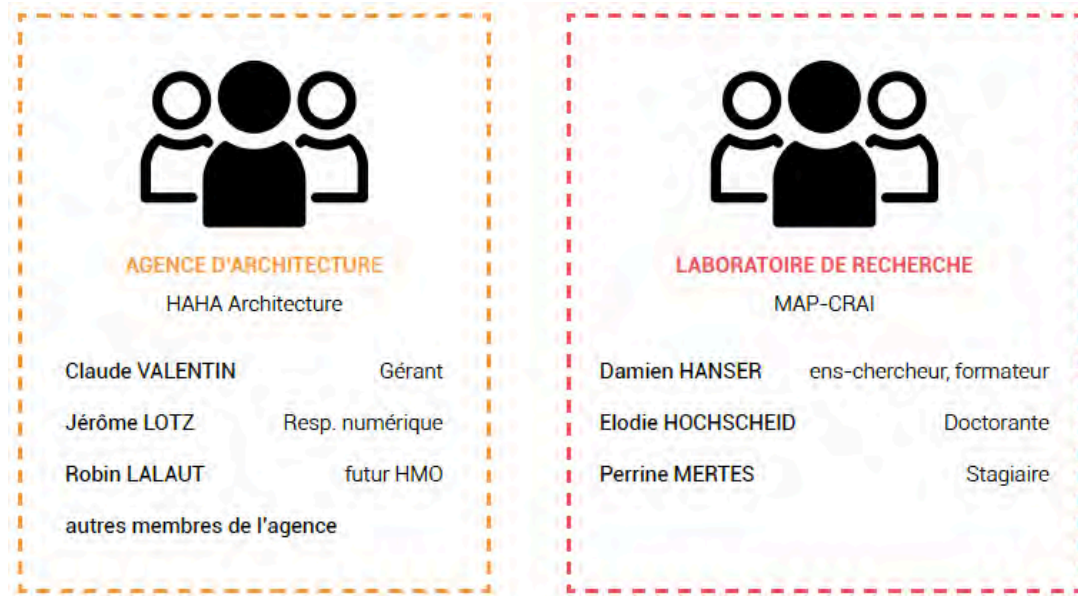 AGENCE D'ARCHITECTURE
HAHA Architecture
Claude VALENTIN Gérant
Jérôme LOTZ Resp. numérique
Robin LALAUT futur HMO
autres membres de l'agence
LABORATOIRE DE RECHERCHE
MAP-CRAI
Damien HANSER ens-chercheur, formateur
Elodie HOCHSCHEID Doctorante
Perrine MERTES Stagiaire